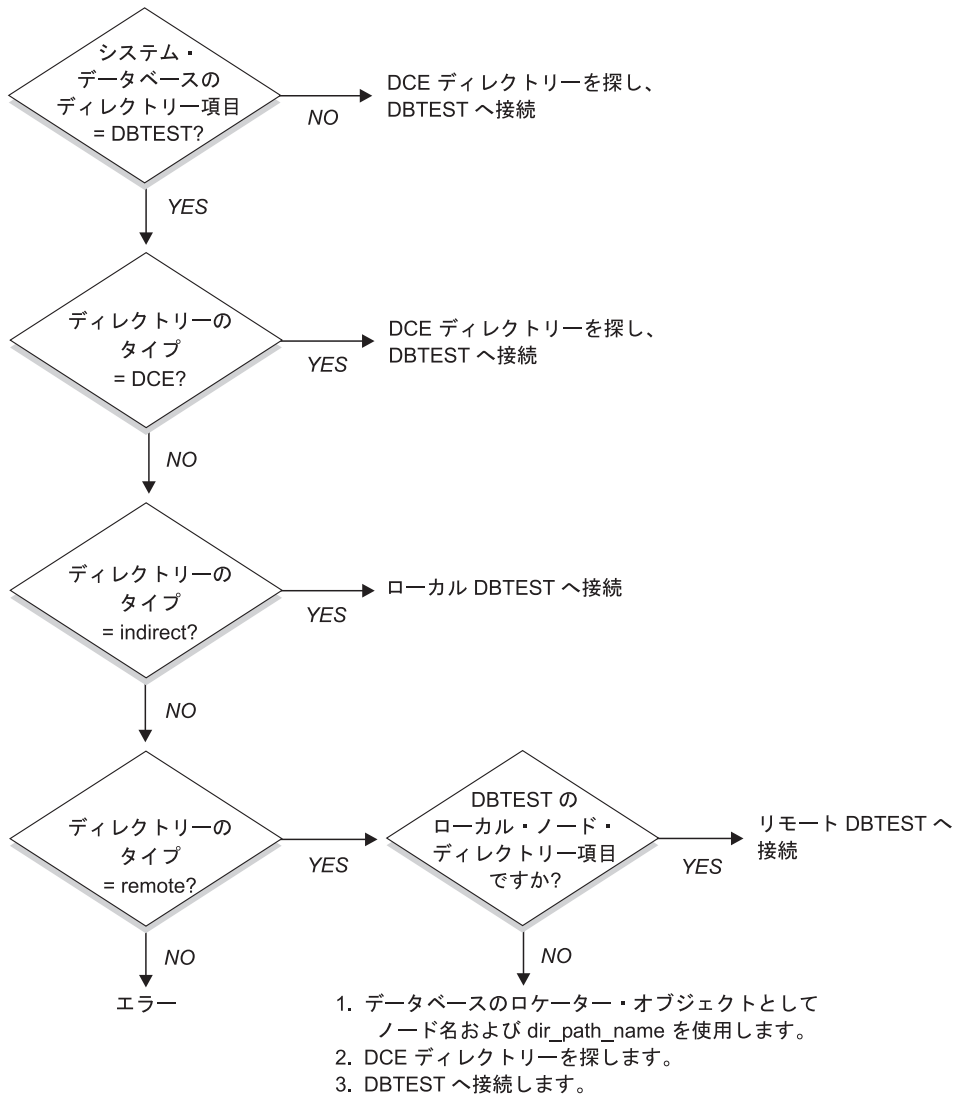 システム・
データベースの
ディレクトリー項目
= DBTEST?
NO
DCE ディレクトリーを探し、
DBTEST へ接続
YES
ディレクトリーの
タイプ
= DCE?
YES
DCE ディレクトリーを探し、
DBTEST へ接続
NO
ディレクトリーの
タイプ
= indirect?
YES
ローカル DBTEST へ接続
NO
ディレクトリーの
タイプ
= remote?
YES
DBTEST の
ローカル・ノード・
ディレクトリー項目
ですか?
YES
リモート DBTEST へ
接続
NO
エラー
NO
1. データベースのロケーター・オブジェクトとして
ノード名および dir_path_name を使用します。
2. DCE ディレクトリーを探します。
3. DBTEST へ接続します。